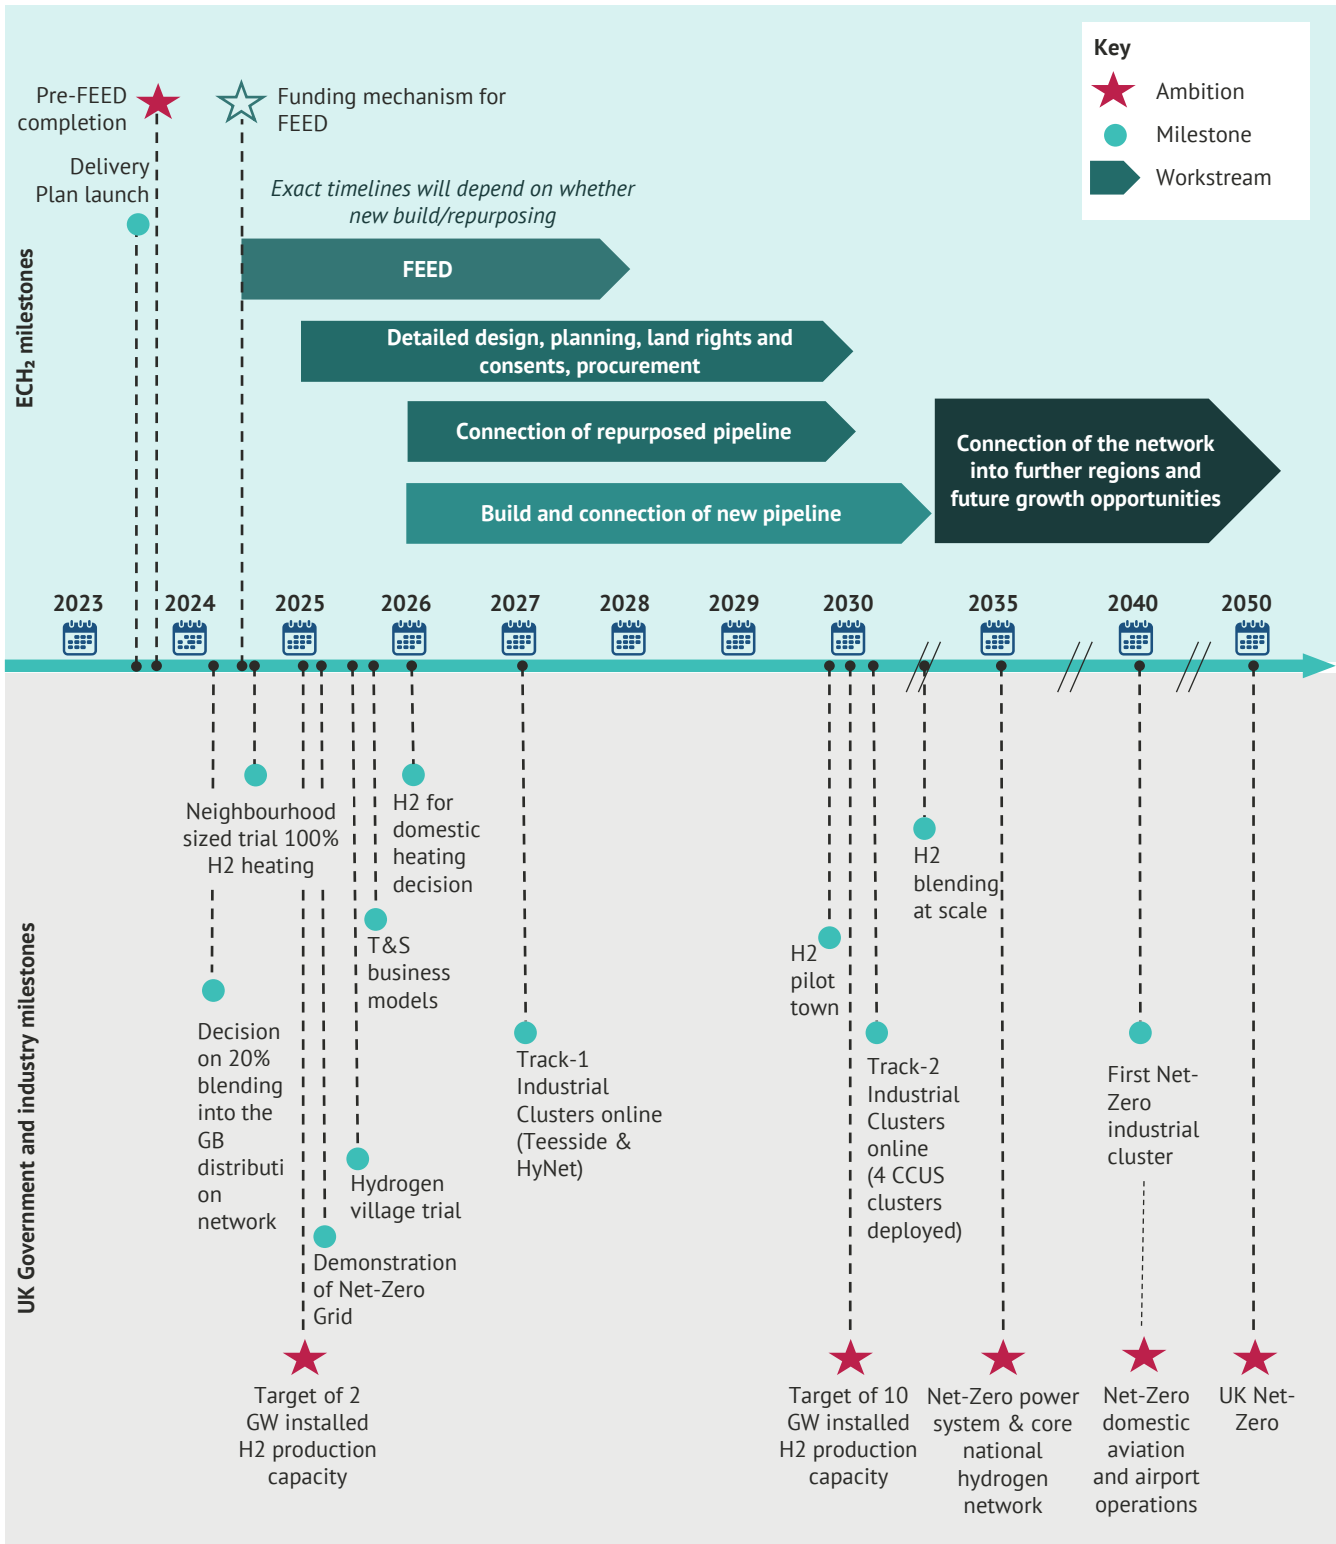 Key
Ambition
Milestone
Workstream
Pre-FEED
completion
Funding mechanism for
FEED
Delivery
Plan launch
Exact timelines will depend on whether
new build/repurposing
ECH₂ milestones
FEED
Detailed design, planning, land rights and
consents, procurement
Connection of repurposed pipeline
Build and connection of new pipeline
Connection of the network
into further regions and
future growth opportunities
2023
2024
2025
2026
2027
2028
2029
2030
2035
2040
2050
UK Government and industry milestones
Neighbourhood
sized trial 100%
H2 heating
H2 for
domestic
heating
decision
H2
blending
at scale
T&S
business
models
H2
pilot
town
Decision
on 20%
blending
into the
GB
distributi
on
network
Track-1
Industrial
Clusters online
(Teesside &
HyNet)
Track-2
Industrial
Clusters
online
(4 CCUS
clusters
deployed)
First Net-
Zero
industrial
cluster
Hydrogen
village trial
Demonstration
of Net-Zero
Grid
Target of 2
GW installed
H2 production
capacity
Target of 10
GW installed
H2 production
capacity
Net-Zero power
system & core
national
hydrogen
network
Net-Zero
domestic
aviation
and airport
operations
UK Net-
Zero